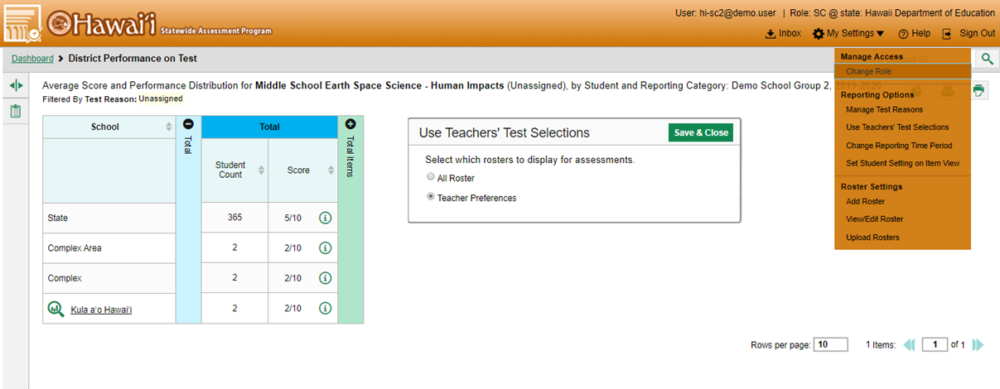 User: hi-sc2@demo.user | Role: SC @ state: Hawaii Department of Education
Hawai'i Statewide Assessment Program
Inbox My Settings Help Sign Out
Dashboard > District Performance on Test
Manage Access
Change Role
Average Score and Performance Distribution for Middle School Earth Space Science - Human Impacts (Unassigned), by Student and Reporting Category: Demo School Group 2, 2019-2020
Filtered By Test Reason: Unassigned
Reporting Options
Manage Test Reasons
Use Teachers' Test Selections
Change Reporting Time Period
Set Student Setting on Item View
Roster Settings
Add Roster
View/Edit Roster
Upload Rosters
School Total Total Total Items
Student Count Score
State 365 5/10
Complex Area 2 2/10
Complex 2 2/10
Kula aʻo Hawaiʻi 2 2/10
Use Teachers' Test Selections Save & Close
Select which rosters to display for assessments.
All Roster
Teacher Preferences
Rows per page: 10 1 Items: 1 of 1